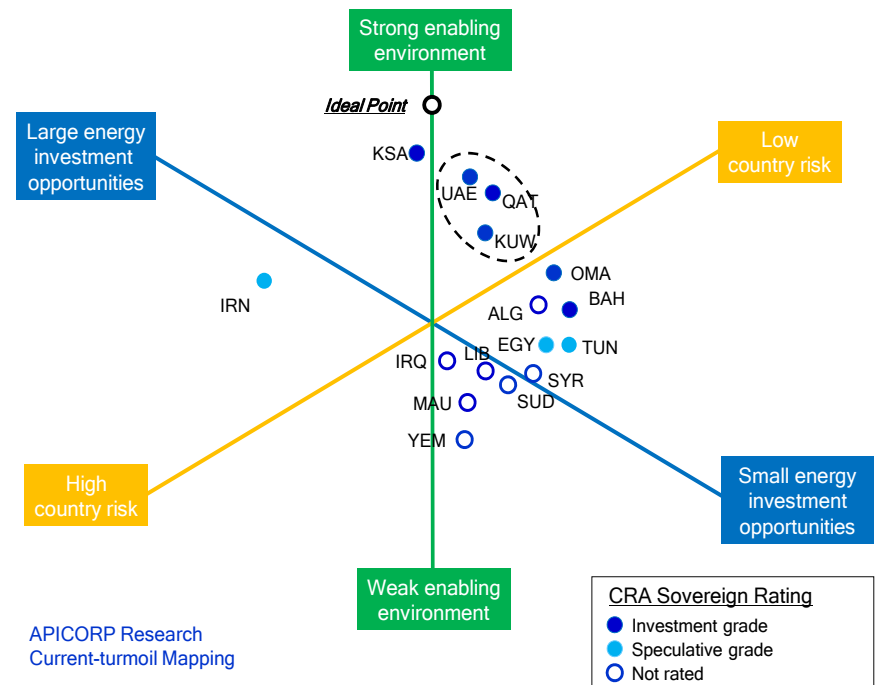 Strong enabling
environment
Ideal Point
Large energy
investment
opportunities
Low
country risk
KSA
UAE
QAT
KUW
OMA
IRN
BAH
ALG
EGY
TUN
LIB
IRQ
SYR
SUD
MAU
YEM
High
country risk
Small energy
investment
opportunities
Weak enabling
environment
CRA Sovereign Rating
Investment grade
Speculative grade
Not rated
APICORP Research
Current-turmoil Mapping